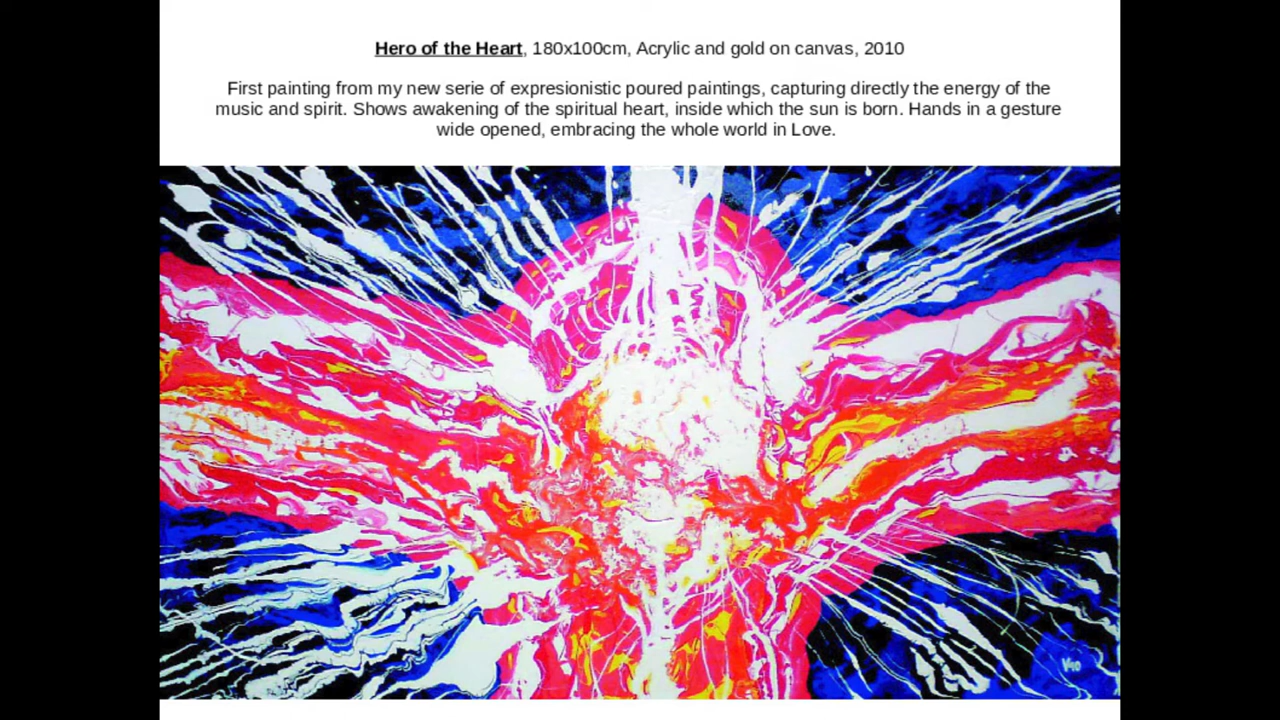 Hero of the Heart, 180x100cm, Acrylic and gold on canvas, 2010
First painting from my new serie of expresionistic poured paintings, capturing directly the energy of the
music and spirit. Shows awakening of the spiritual heart, inside which the sun is born. Hands in a gesture
wide opened, embracing the whole world in Love.